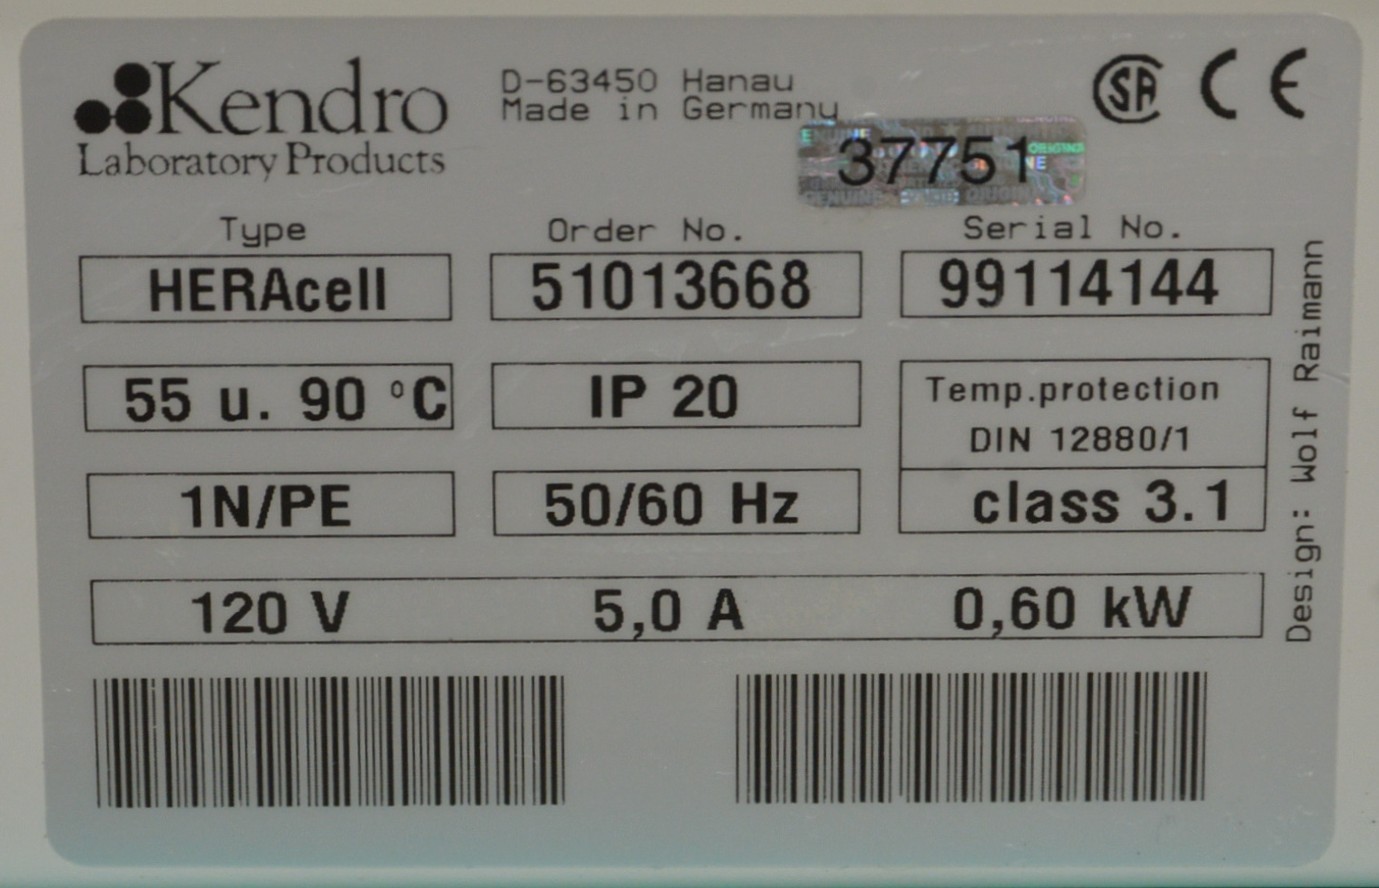 Kendro
Laboratory Products
D-63450 Hanau
Made in Germany
SA
CE
37751
Type
Order No.
Serial No.
HERAcell
51013668
99114144
55 u. 90 °C
IP 20
Temp.protection
DIN 12880/1
1N/PE
50/60 Hz
class 3.1
120 V 5,0 A 0,60 kW
Design: Wolf Raimann